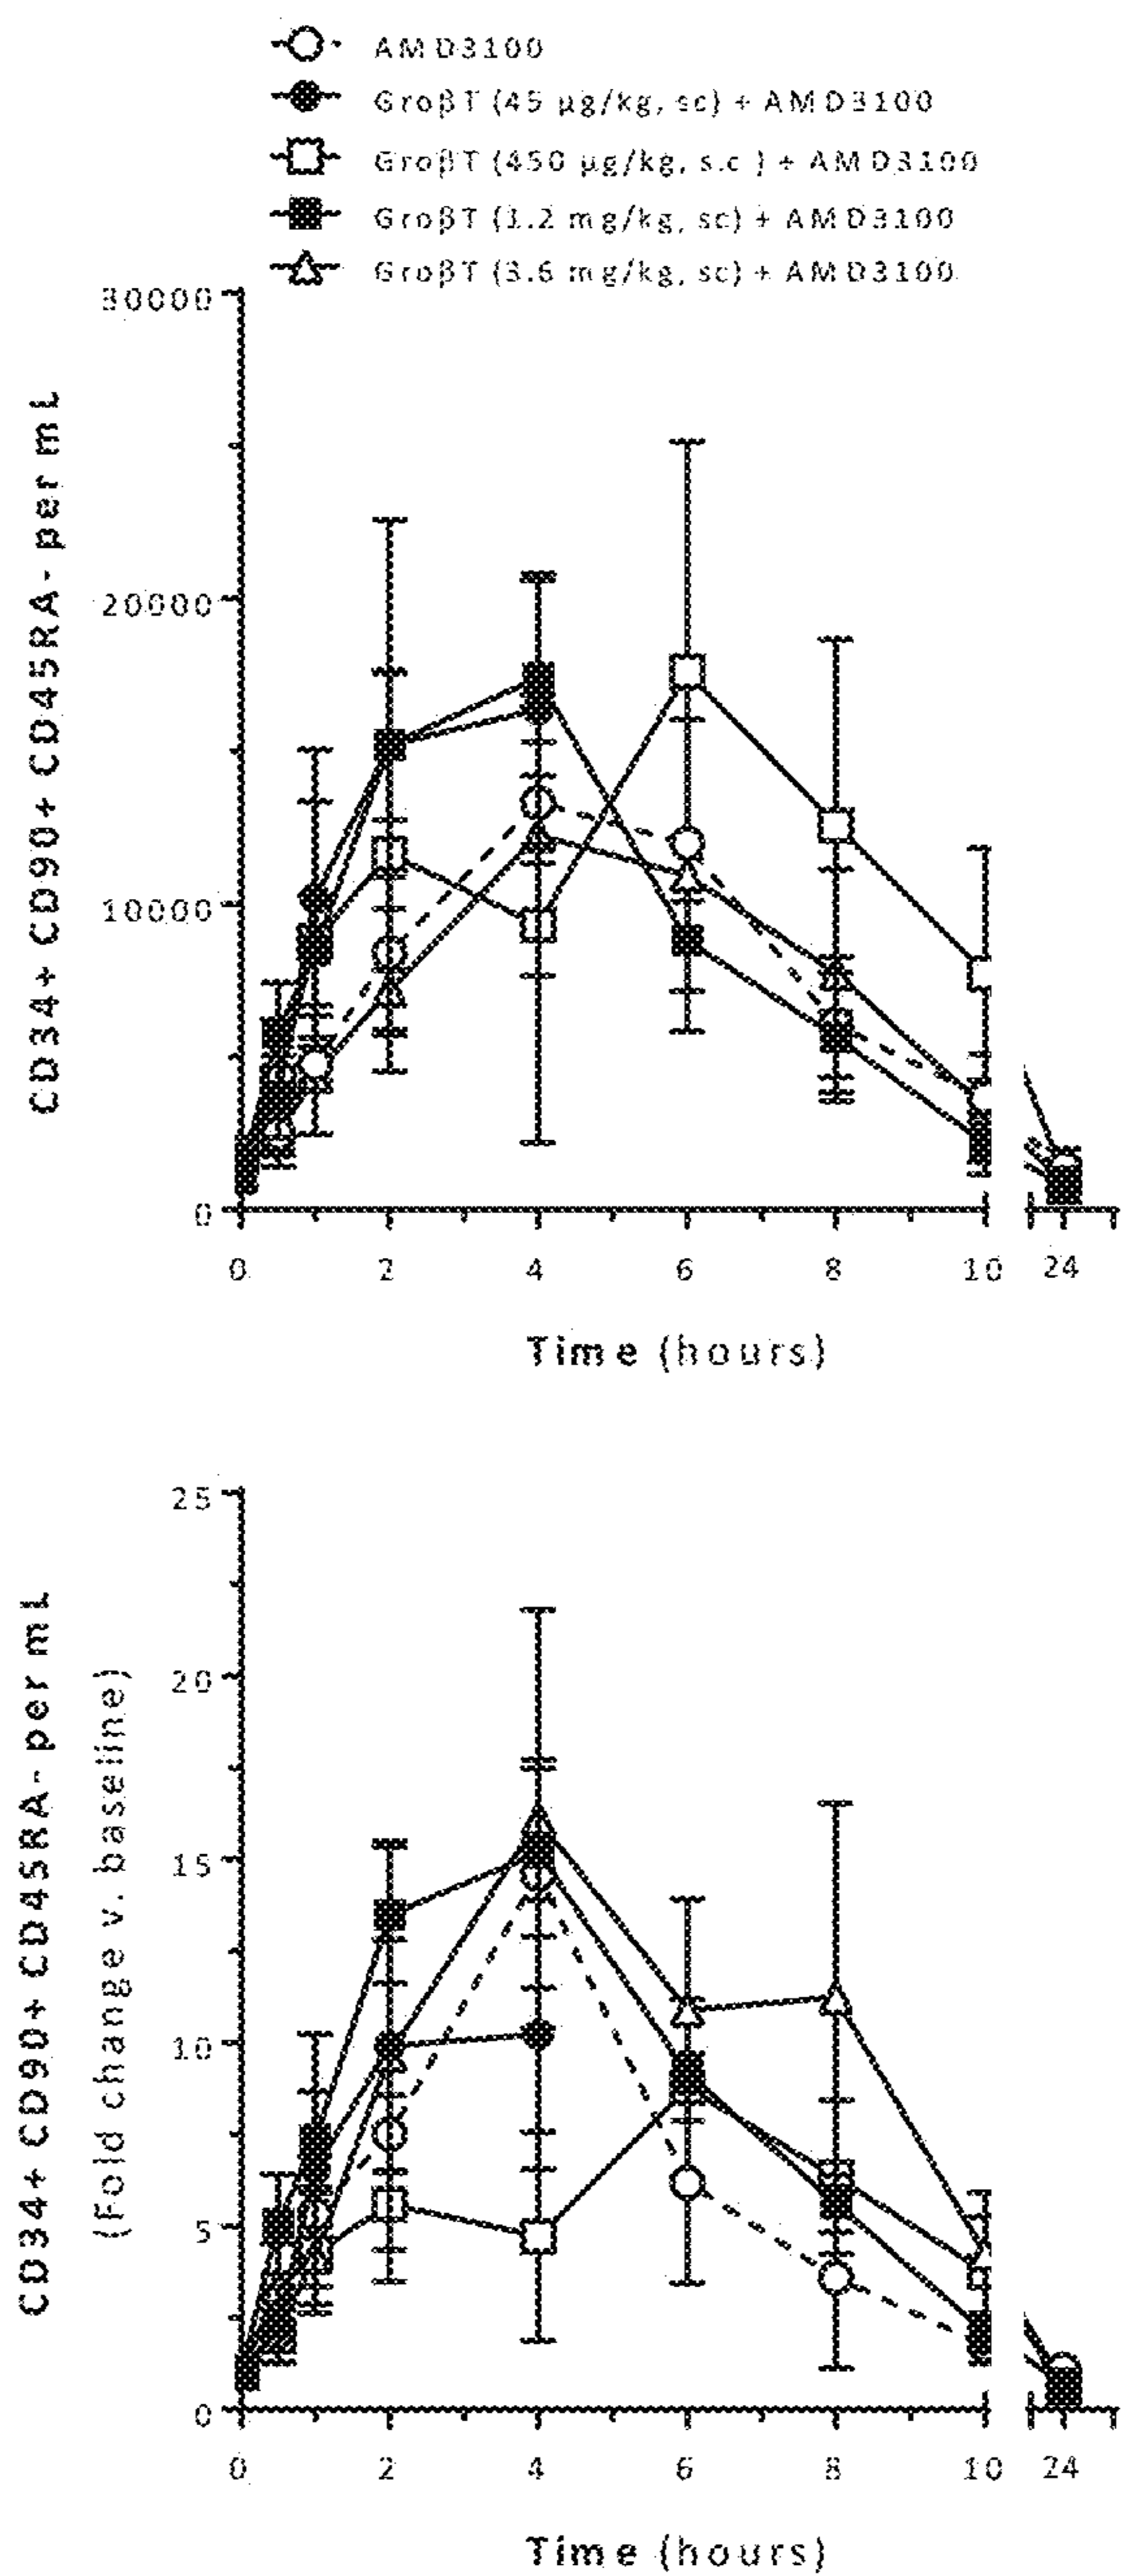 AMD3100
GroβT (45 µg/kg, sc) + AMD3100
GroβT (450 µg/kg, s.c ) + AMD3100
GroβT (1.2 mg/kg, sc) + AMD3100
GroβT (3.6 mg/kg, sc) + AMD3100
CD34+ CD90+ CD45RA- per mL
30000
20000
10000
0
0 2 4 6 8 10 24
Time (hours)
CD34+ CD90+ CD45RA- per mL
(Fold change v. baseline)
25
20
15
10
5
0
0 2 4 6 8 10 24
Time (hours)